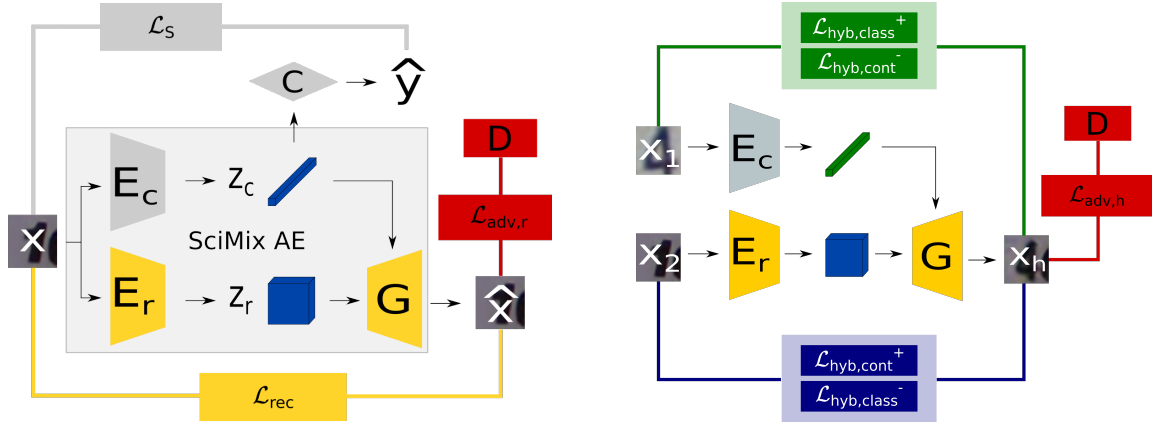 ℒS
C
ŷ
D
Ec
Zc
ℒadv,r
x
SciMix AE
Er
Zr
G
x̂
ℒrec
ℒhyb,class⁺
ℒhyb,cont⁻
D
x1
Ec
ℒadv,h
x2
Er
G
xh
ℒhyb,cont⁺
ℒhyb,class⁻